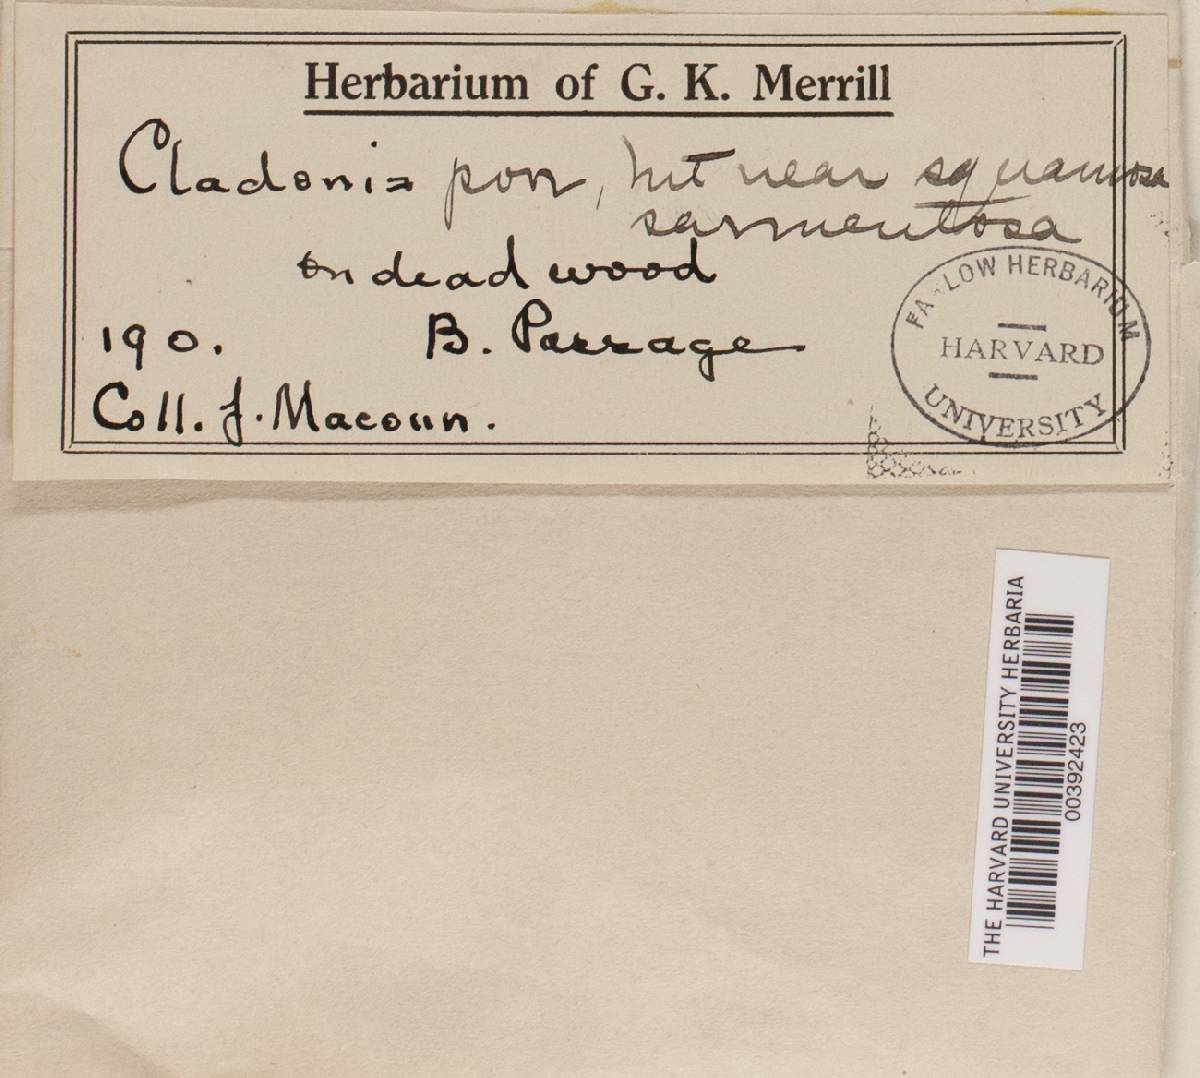 Herbarium of G. K. Merrill
Cladonia poor, but near squamosa
sarmentosa
on dead wood
190. B. Passage
Coll. J. Macoun.
FARLOW HERBARIUM
HARVARD
UNIVERSITY
THE HARVARD UNIVERSITY HERBARIA
00392423